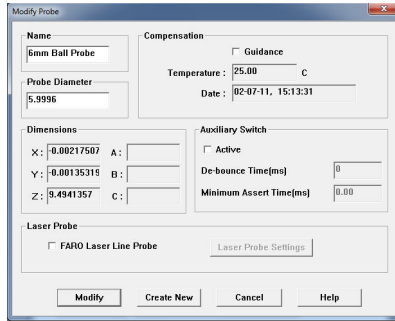 Modify Probe
Name
6mm Ball Probe
Probe Diameter
5.9996
Compensation
Guidance
Temperature : 25.00 C
Date : 02-07-11, 15:13:31
Dimensions
X : -0.00217507 A :
Y : -0.00135319 B :
Z : 9.4941357 C :
Auxiliary Switch
Active
De-bounce Time(ms) 0
Minimum Assert Time(ms) 0.00
Laser Probe
FARO Laser Line Probe Laser Probe Settings
Modify Create New Cancel Help